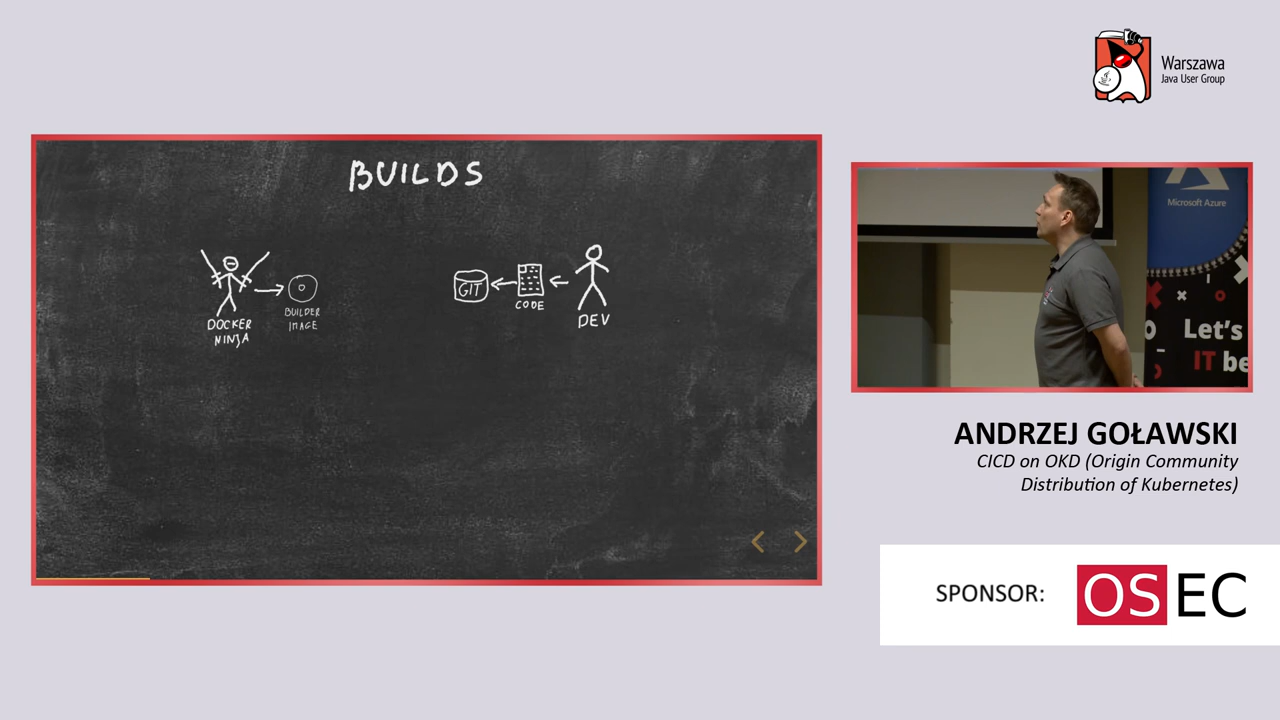 Warszawa
Java User Group
BUILDS
GIT
CODE
DOCKER
NINJA
BUILDER
IMAGE
DEV
Microsoft Azure
Let's
IT be
ANDRZEJ GOŁAWSKI
CICD on OKD (Origin Community
Distribution of Kubernetes)
SPONSOR:
OSEC